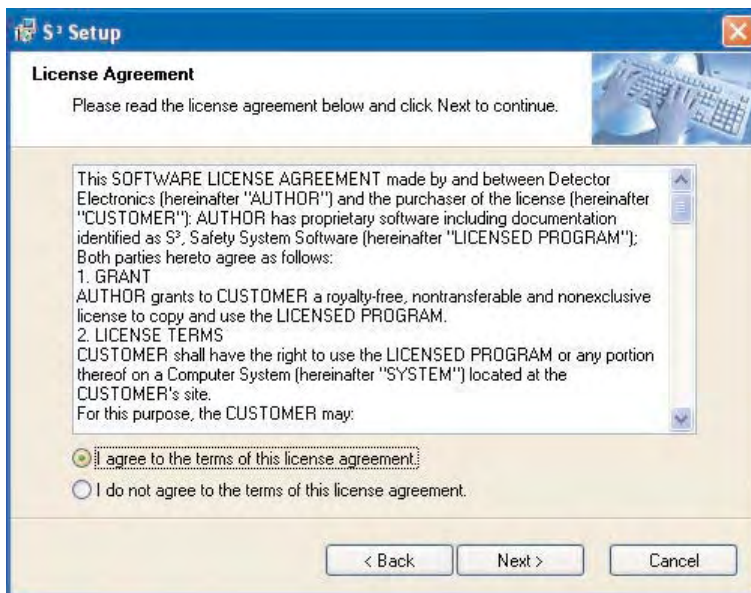 S³ Setup
License Agreement
Please read the license agreement below and click Next to continue.
This SOFTWARE LICENSE AGREEMENT made by and between Detector
Electronics (hereinafter "AUTHOR") and the purchaser of the license (hereinafter
"CUSTOMER"): AUTHOR has proprietary software including documentation
identified as S³, Safety System Software (hereinafter "LICENSED PROGRAM");
Both parties hereto agree as follows:
1. GRANT
AUTHOR grants to CUSTOMER a royalty-free, nontransferable and nonexclusive
license to copy and use the LICENSED PROGRAM.
2. LICENSE TERMS
CUSTOMER shall have the right to use the LICENSED PROGRAM or any portion
thereof on a Computer System (hereinafter "SYSTEM") located at the
CUSTOMER's site.
For this purpose, the CUSTOMER may:
I agree to the terms of this license agreement.
I do not agree to the terms of this license agreement.
< Back
Next >
Cancel